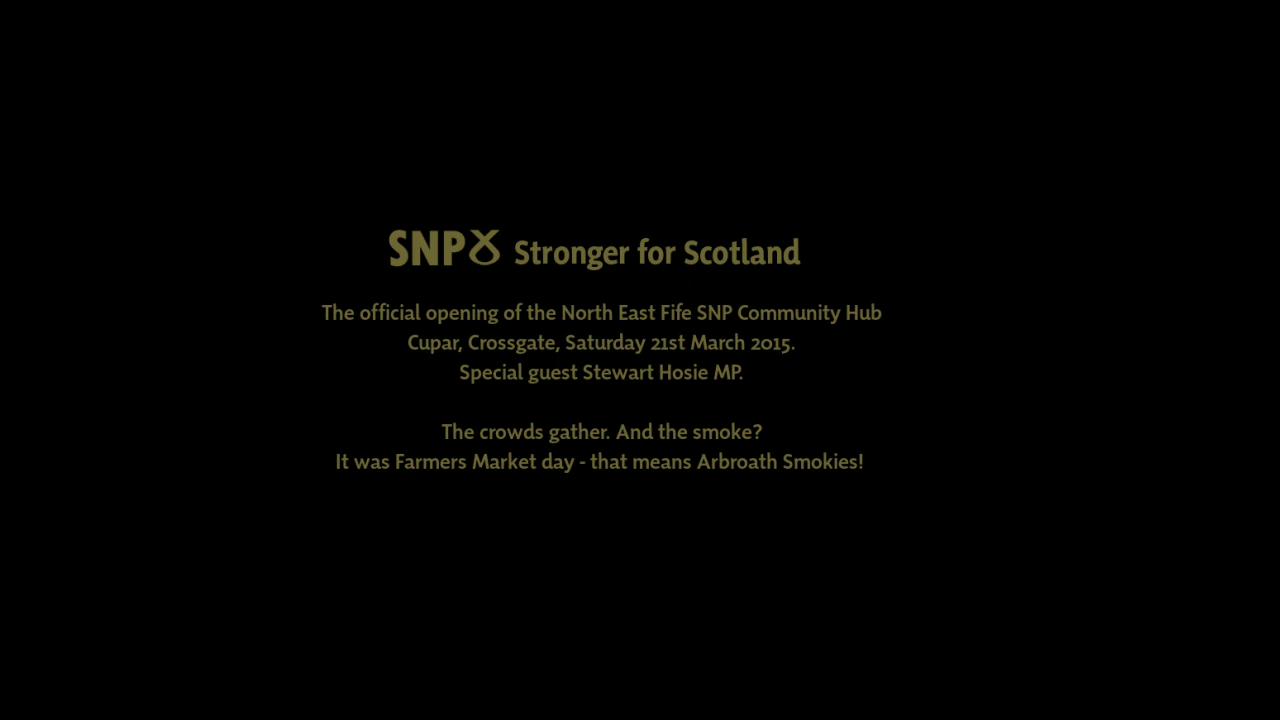 SNP Stronger for Scotland
The official opening of the North East Fife SNP Community Hub
Cupar, Crossgate, Saturday 21st March 2015.
Special guest Stewart Hosie MP.
The crowds gather. And the smoke?
It was Farmers Market day - that means Arbroath Smokies!